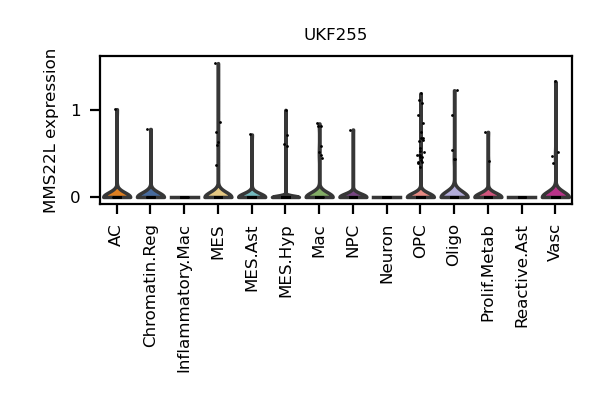 UKF255
MMS22L expression
1
0
AC
Chromatin.Reg
Inflammatory.Mac
MES
MES.Ast
MES.Hyp
Mac
NPC
Neuron
OPC
Oligo
Prolif.Metab
Reactive.Ast
Vasc